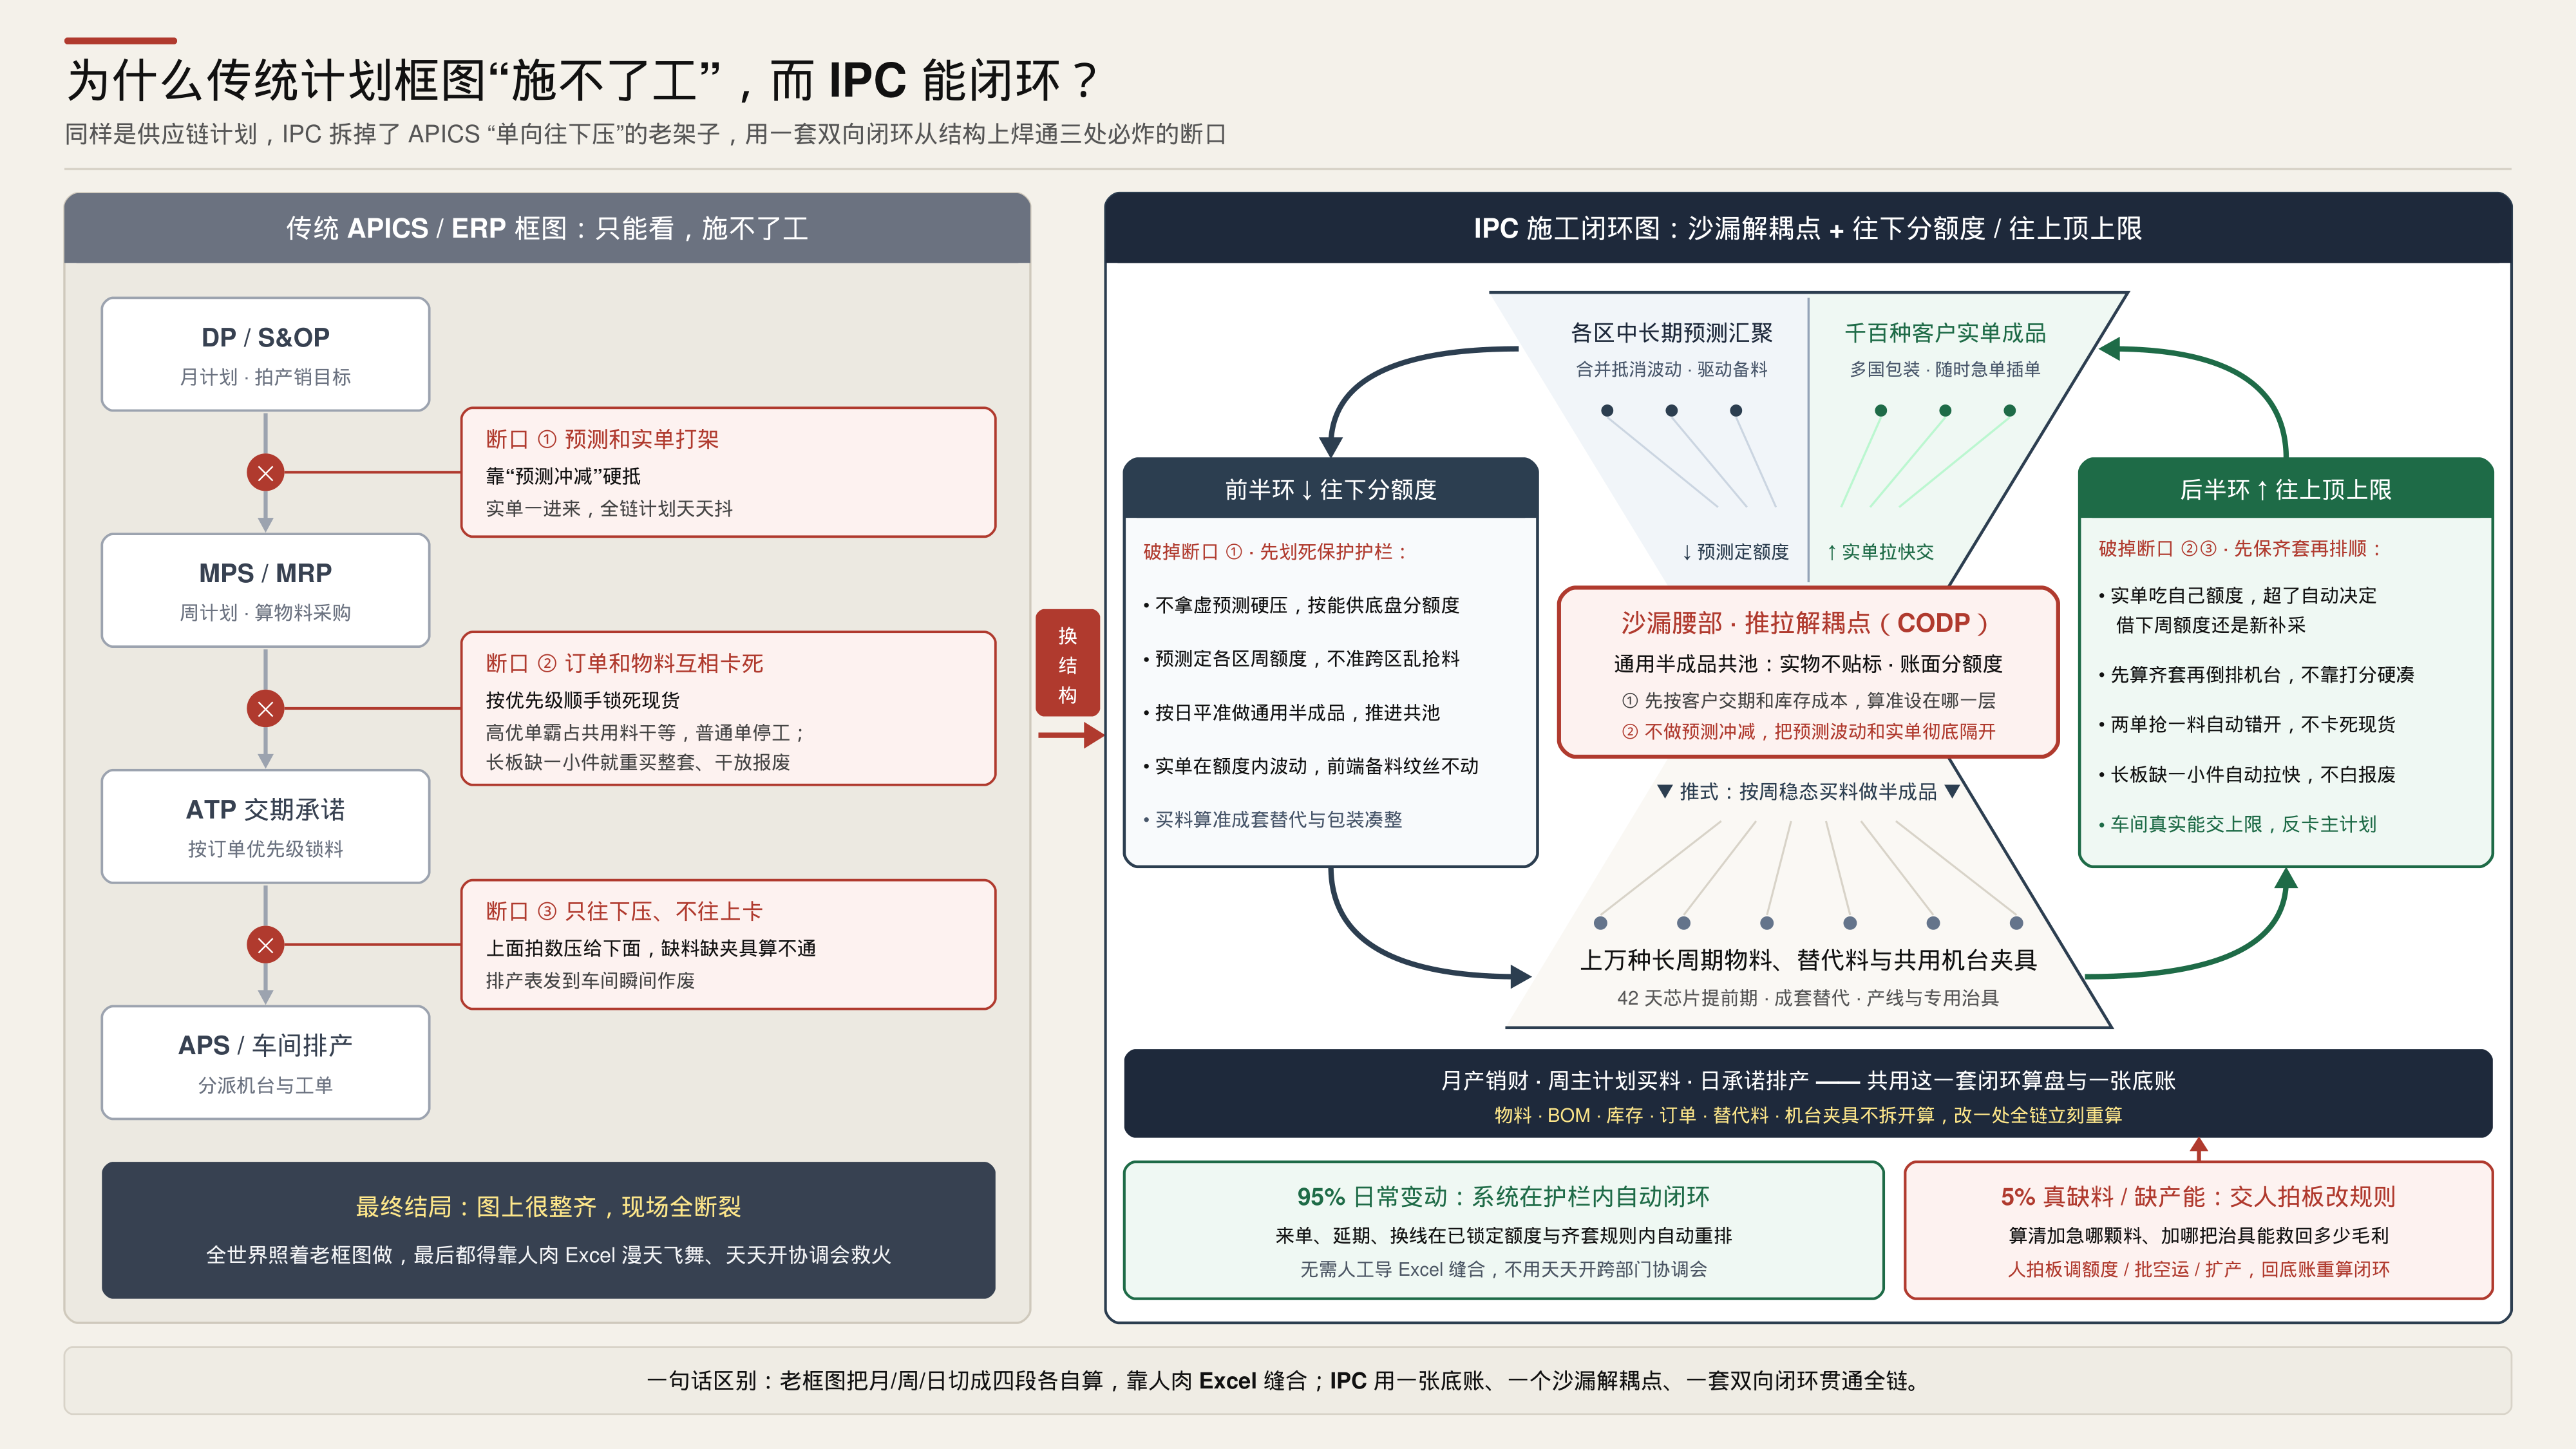 为什么传统计划框图“施不了工”，而 IPC 能闭环？
同样是供应链计划，IPC 拆掉了 APICS “单向往下压”的老架子，用一套双向闭环从结构上焊通三处必炸的断口
传统 APICS / ERP 框图：只能看，施不了工
DP / S&OP
月计划 · 拍产销目标
断口 ① 预测和实单打架
靠“预测冲减”硬抵
实单一进来，全链计划天天抖
MPS / MRP
周计划 · 算物料采购
断口 ② 订单和物料互相卡死
按优先级顺手锁死现货
高优单霸占共用料干等，普通单停工；
长板缺一小件就重买整套、干放报废
ATP 交期承诺
按订单优先级锁料
断口 ③ 只往下压、不往上卡
上面拍数压给下面，缺料缺夹具算不通
排产表发到车间瞬间作废
APS / 车间排产
分派机台与工单
最终结局：图上很整齐，现场全断裂
全世界照着老框图做，最后都得靠人肉 Excel 漫天飞舞、天天开协调会救火
换
结
构
IPC 施工闭环图：沙漏解耦点 + 往下分额度 / 往上顶上限
各区中长期预测汇聚
合并抵消波动 · 驱动备料
千百种客户实单成品
多国包装 · 随时急单插单
↓ 预测定额度
↑ 实单拉快交
前半环 ↓ 往下分额度
破掉断口 ① · 先划死保护护栏：
• 不拿虚预测硬压，按能供底盘分额度
• 预测定各区周额度，不准跨区乱抢料
• 按日平准做通用半成品，推进共池
• 实单在额度内波动，前端备料纹丝不动
• 买料算准成套替代与包装凑整
沙漏腰部 · 推拉解耦点（CODP）
通用半成品共池：实物不贴标 · 账面分额度
① 先按客户交期和库存成本，算准设在哪一层
② 不做预测冲减，把预测波动和实单彻底隔开
▼ 推式：按周稳态买料做半成品 ▼
上万种长周期物料、替代料与共用机台夹具
42 天芯片提前期 · 成套替代 · 产线与专用治具
后半环 ↑ 往上顶上限
破掉断口 ②③ · 先保齐套再排顺：
• 实单吃自己额度，超了自动决定
借下周额度还是新补采
• 先算齐套再倒排机台，不靠打分硬凑
• 两单抢一料自动错开，不卡死现货
• 长板缺一小件自动拉快，不白报废
• 车间真实能交上限，反卡主计划
月产销财 · 周主计划买料 · 日承诺排产 —— 共用这一套闭环算盘与一张底账
物料 · BOM · 库存 · 订单 · 替代料 · 机台夹具不拆开算，改一处全链立刻重算
95% 日常变动：系统在护栏内自动闭环
来单、延期、换线在已锁定额度与齐套规则内自动重排
无需人工导 Excel 缝合，不用天天开跨部门协调会
5% 真缺料 / 缺产能：交人拍板改规则
算清加急哪颗料、加哪把治具能救回多少毛利
人拍板调额度 / 批空运 / 扩产，回底账重算闭环
一句话区别：老框图把月/周/日切成四段各自算，靠人肉 Excel 缝合；IPC 用一张底账、一个沙漏解耦点、一套双向闭环贯通全链。